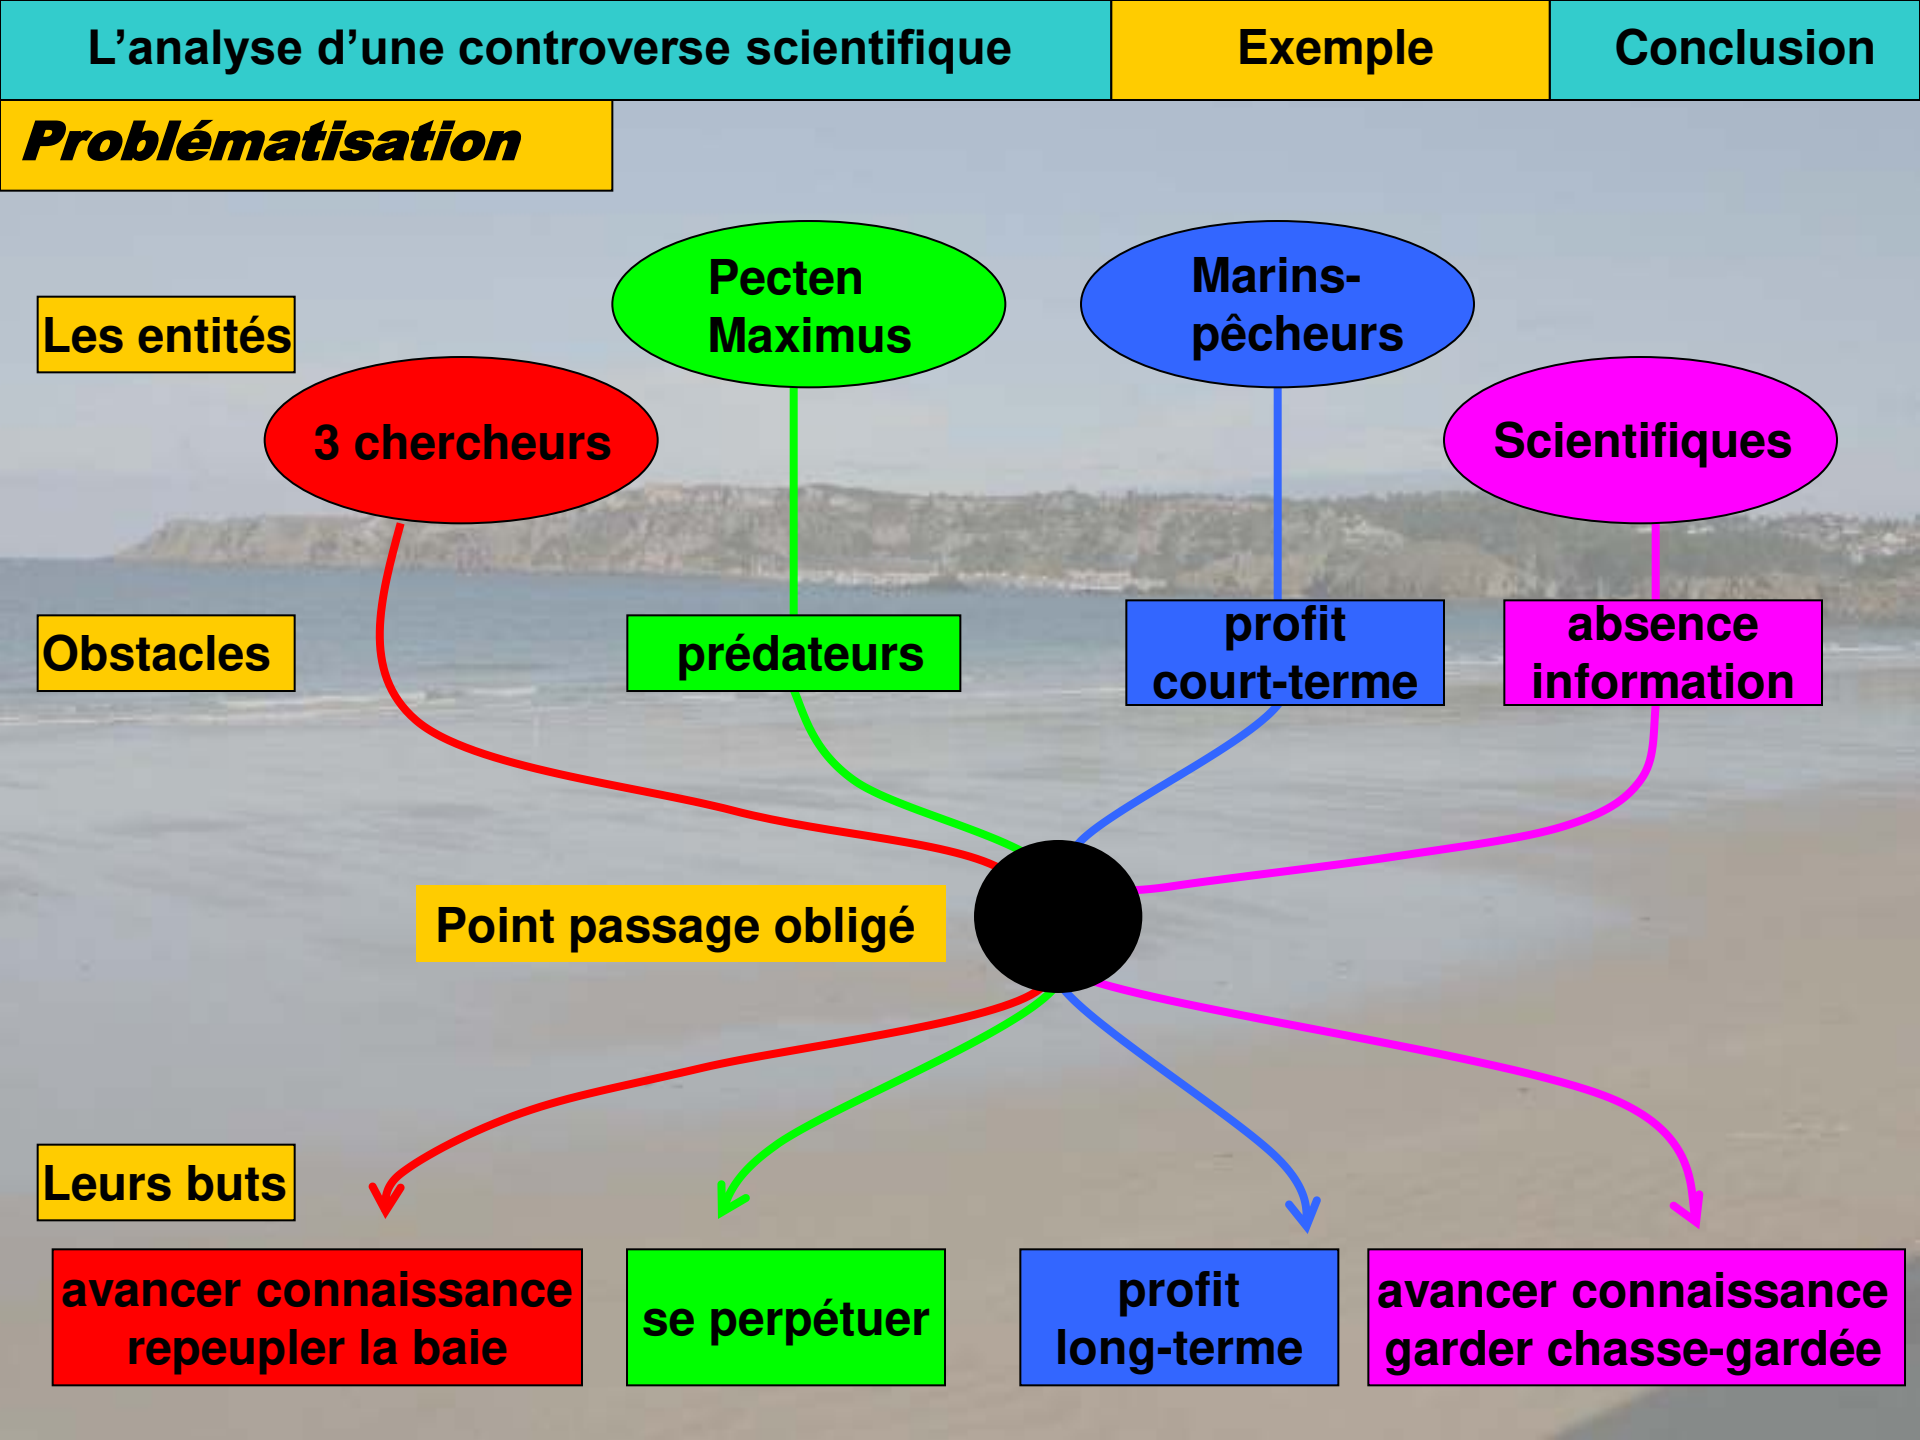 L’analyse d’une controverse scientifique
Exemple
Conclusion
Problématisation
Les entités
3 chercheurs
Pecten
Maximus
Marins-
pêcheurs
Scientifiques
Obstacles
prédateurs
profit
court-terme
absence
information
Point passage obligé
Leurs buts
avancer connaissance
repeupler la baie
se perpétuer
profit
long-terme
avancer connaissance
garder chasse-gardée